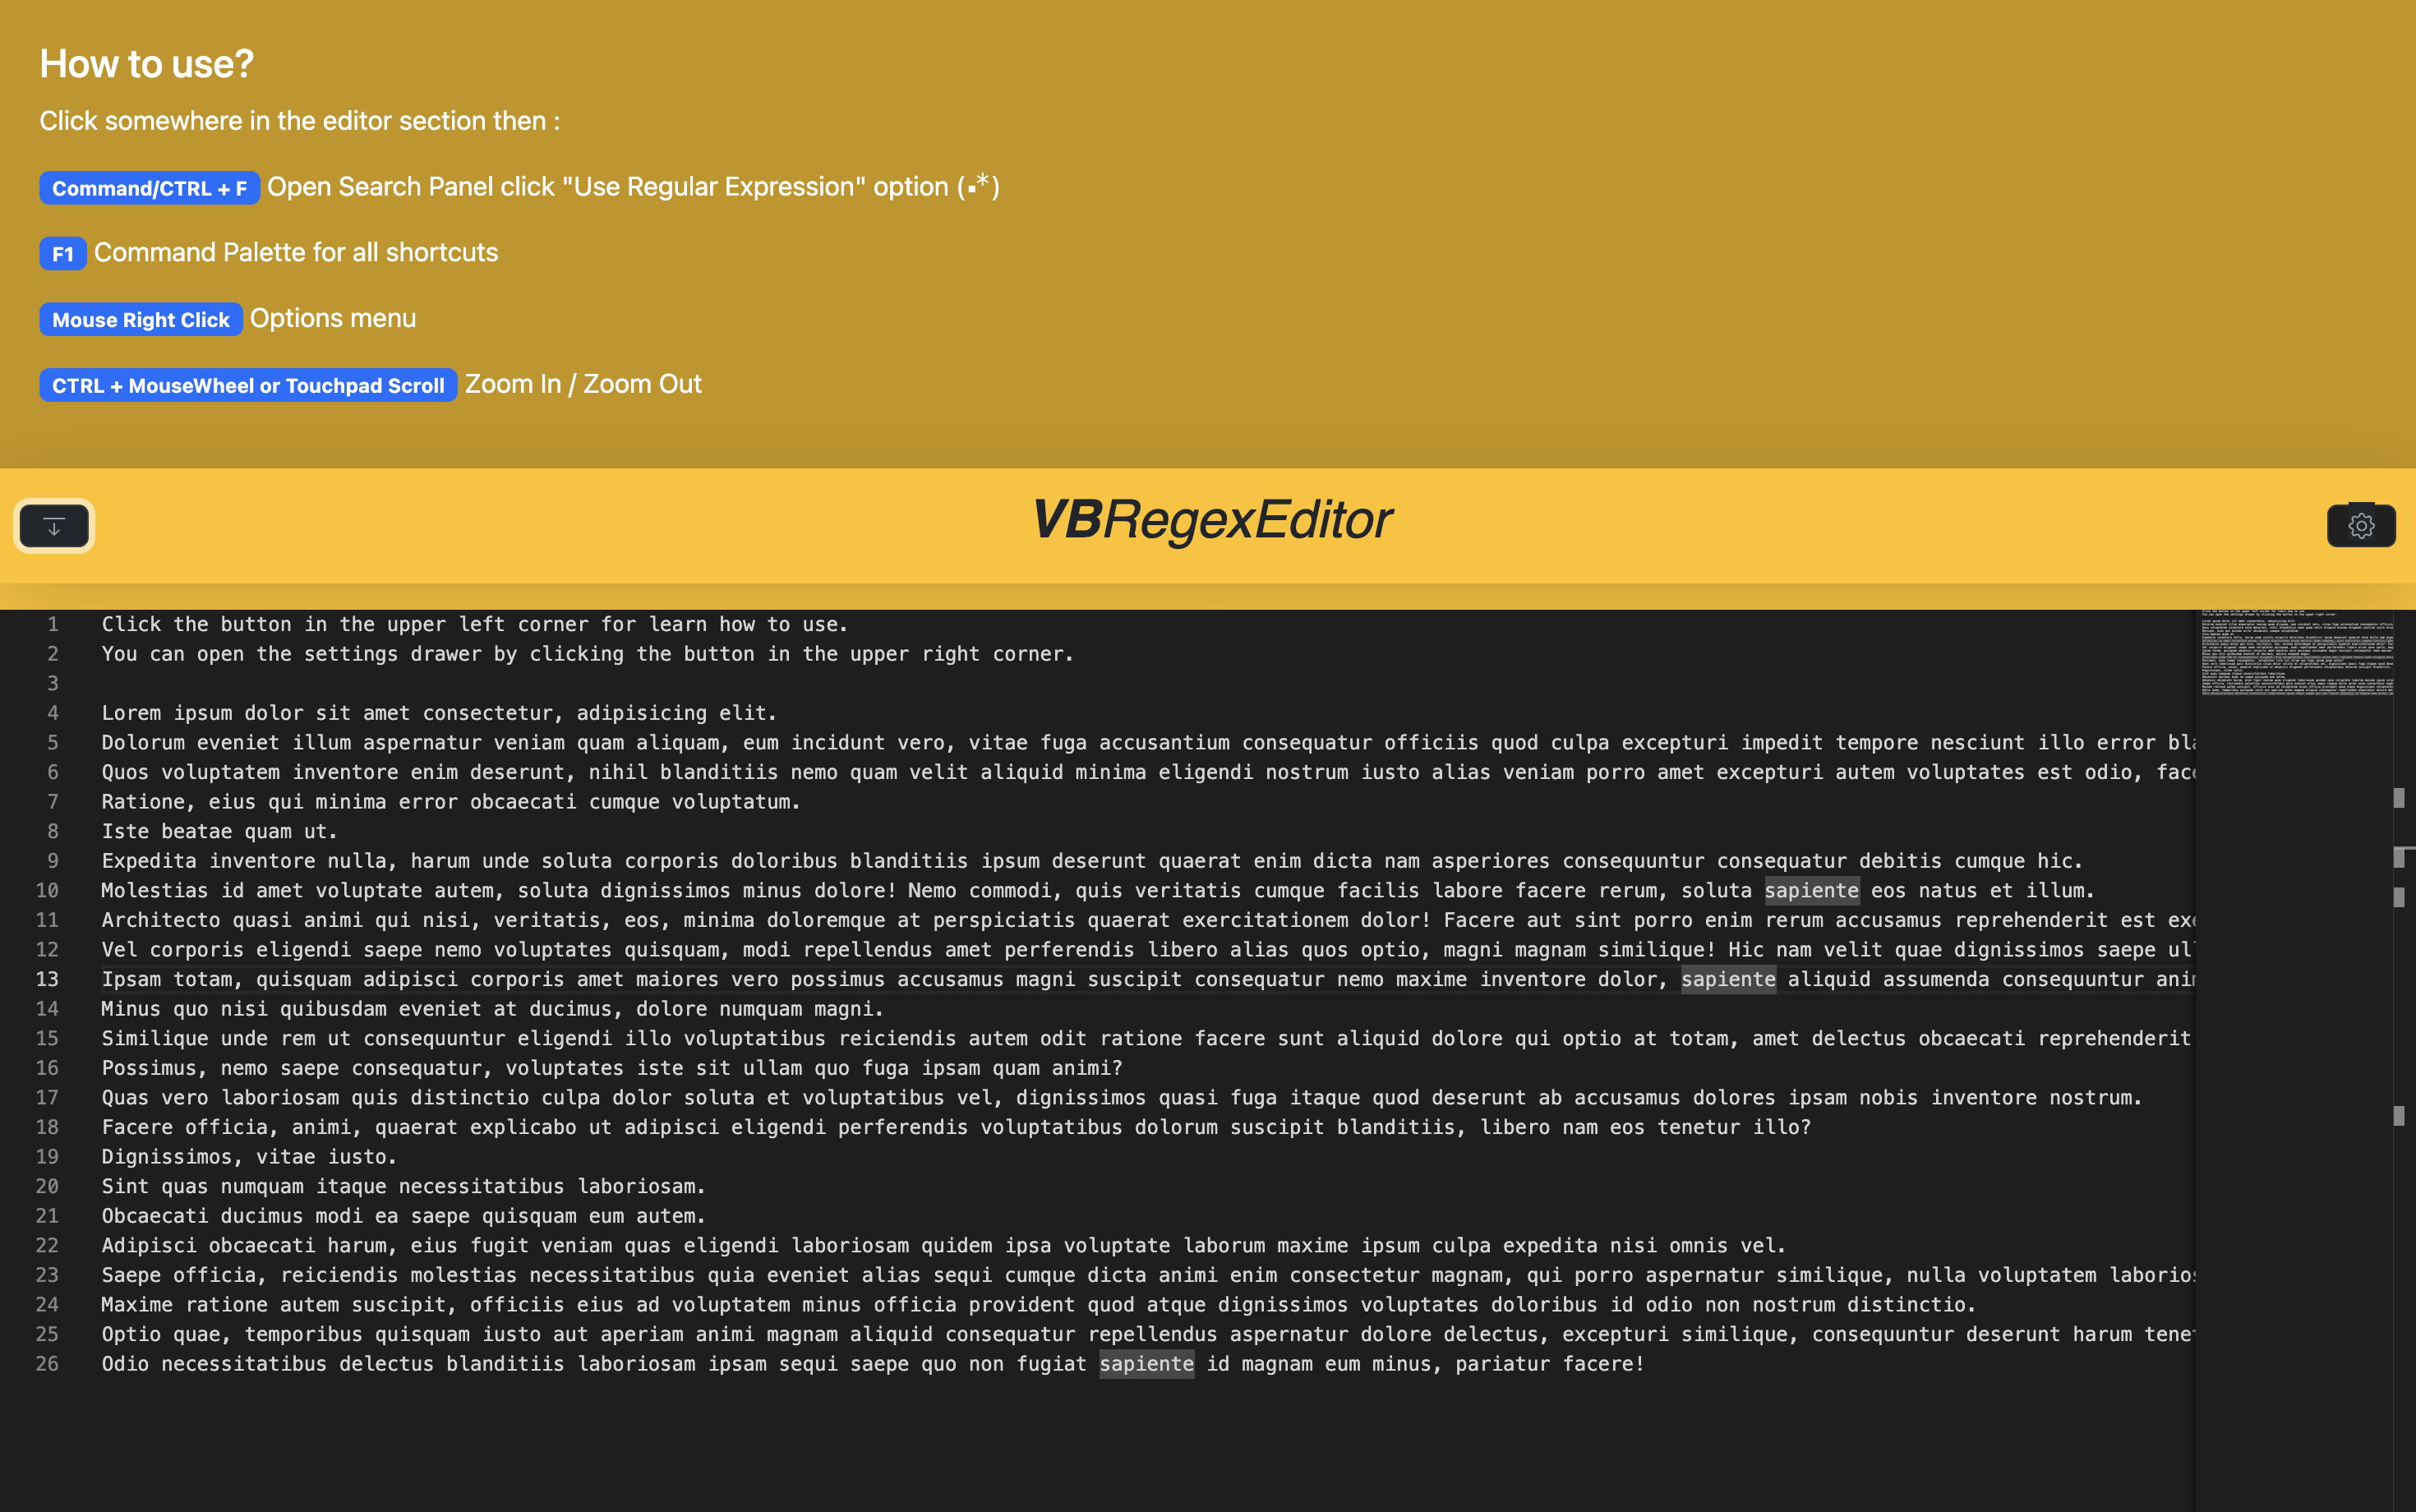 How to use?
Click somewhere in the editor section then :
Command/CTRL + F Open Search Panel click "Use Regular Expression" option (.*)
F1 Command Palette for all shortcuts
Mouse Right Click Options menu
CTRL + MouseWheel or Touchpad Scroll Zoom In / Zoom Out
VBRegexEditor
1 Click the button in the upper left corner for learn how to use.
2 You can open the settings drawer by clicking the button in the upper right corner.
3
4 Lorem ipsum dolor sit amet consectetur, adipisicing elit.
5 Dolorum eveniet illum aspernatur veniam quam aliquam, eum incidunt vero, vitae fuga accusantium consequatur officiis quod culpa excepturi impedit tempore nesciunt illo error
6 Quos voluptatem inventore enim deserunt, nihil blanditiis nemo quam velit aliquid minima eligendi nostrum iusto alias veniam porro amet excepturi autem voluptates est odio,
7 Ratione, eius qui minima error obcaecati cumque voluptatum.
8 Iste beatae quam ut.
9 Expedita inventore nulla, harum unde soluta corporis doloribus blanditiis ipsum deserunt quaerat enim dicta nam asperiores consequuntur consequatur debitis cumque hic.
10 Molestias id amet voluptate autem, soluta dignissimos minus dolore! Nemo commodi, quis veritatis cumque facilis labore facere rerum, soluta sapiente eos natus et illum.
11 Architecto quasi animi qui nisi, veritatis, eos, minima doloremque at perspiciatis quaerat exercitationem dolor! Facere aut sint porro enim rerum accusamus reprehenderit est
12 Vel corporis eligendi saepe nemo voluptates quisquam, modi repellendus amet perferendis libero alias quos optio, magni magnam similique! Hic nam velit quae dignissimos saepe
13 Ipsam totam, quisquam adipisci corporis amet maiores vero possimus accusamus magni suscipit consequatur nemo maxime inventore dolor, sapiente aliquid assumenda consequuntur
14 Minus quo nisi quibusdam eveniet at ducimus, dolore numquam magni.
15 Similique unde rem ut consequuntur eligendi illo voluptatibus reiciendis autem odit ratione facere sunt aliquid dolore qui optio at totam, amet delectus obcaecati reprehenderit
16 Possimus, nemo saepe consequatur, voluptates iste sit ullam quo fuga ipsam quam animi?
17 Quas vero laboriosam quis distinctio culpa dolor soluta et voluptatibus vel, dignissimos quasi fuga itaque quod deserunt ab accusamus dolores ipsam nobis inventore nostrum.
18 Facere officia, animi, quaerat explicabo ut adipisci eligendi perferendis voluptatibus dolorum suscipit blanditiis, libero nam eos tenetur illo?
19 Dignissimos, vitae iusto.
20 Sint quas numquam itaque necessitatibus laboriosam.
21 Obcaecati ducimus modi ea saepe quisquam eum autem.
22 Adipisci obcaecati harum, eius fugit veniam quas eligendi laboriosam quidem ipsa voluptate laborum maxime ipsum culpa expedita nisi omnis vel.
23 Saepe officia, reiciendis molestias necessitatibus quia eveniet alias sequi cumque dicta animi enim consectetur magnam, qui porro aspernatur similique, nulla voluptatem
24 Maxime ratione autem suscipit, officiis eius ad voluptatem minus officia provident quod atque dignissimos voluptates doloribus id odio non nostrum distinctio.
25 Optio quae, temporibus quisquam iusto aut aperiam animi magnam aliquid consequatur repellendus aspernatur dolore delectus, excepturi similique, consequuntur deserunt harum
26 Odio necessitatibus delectus blanditiis laboriosam ipsam sequi saepe quo non fugiat sapiente id magnam eum minus, pariatur facere!